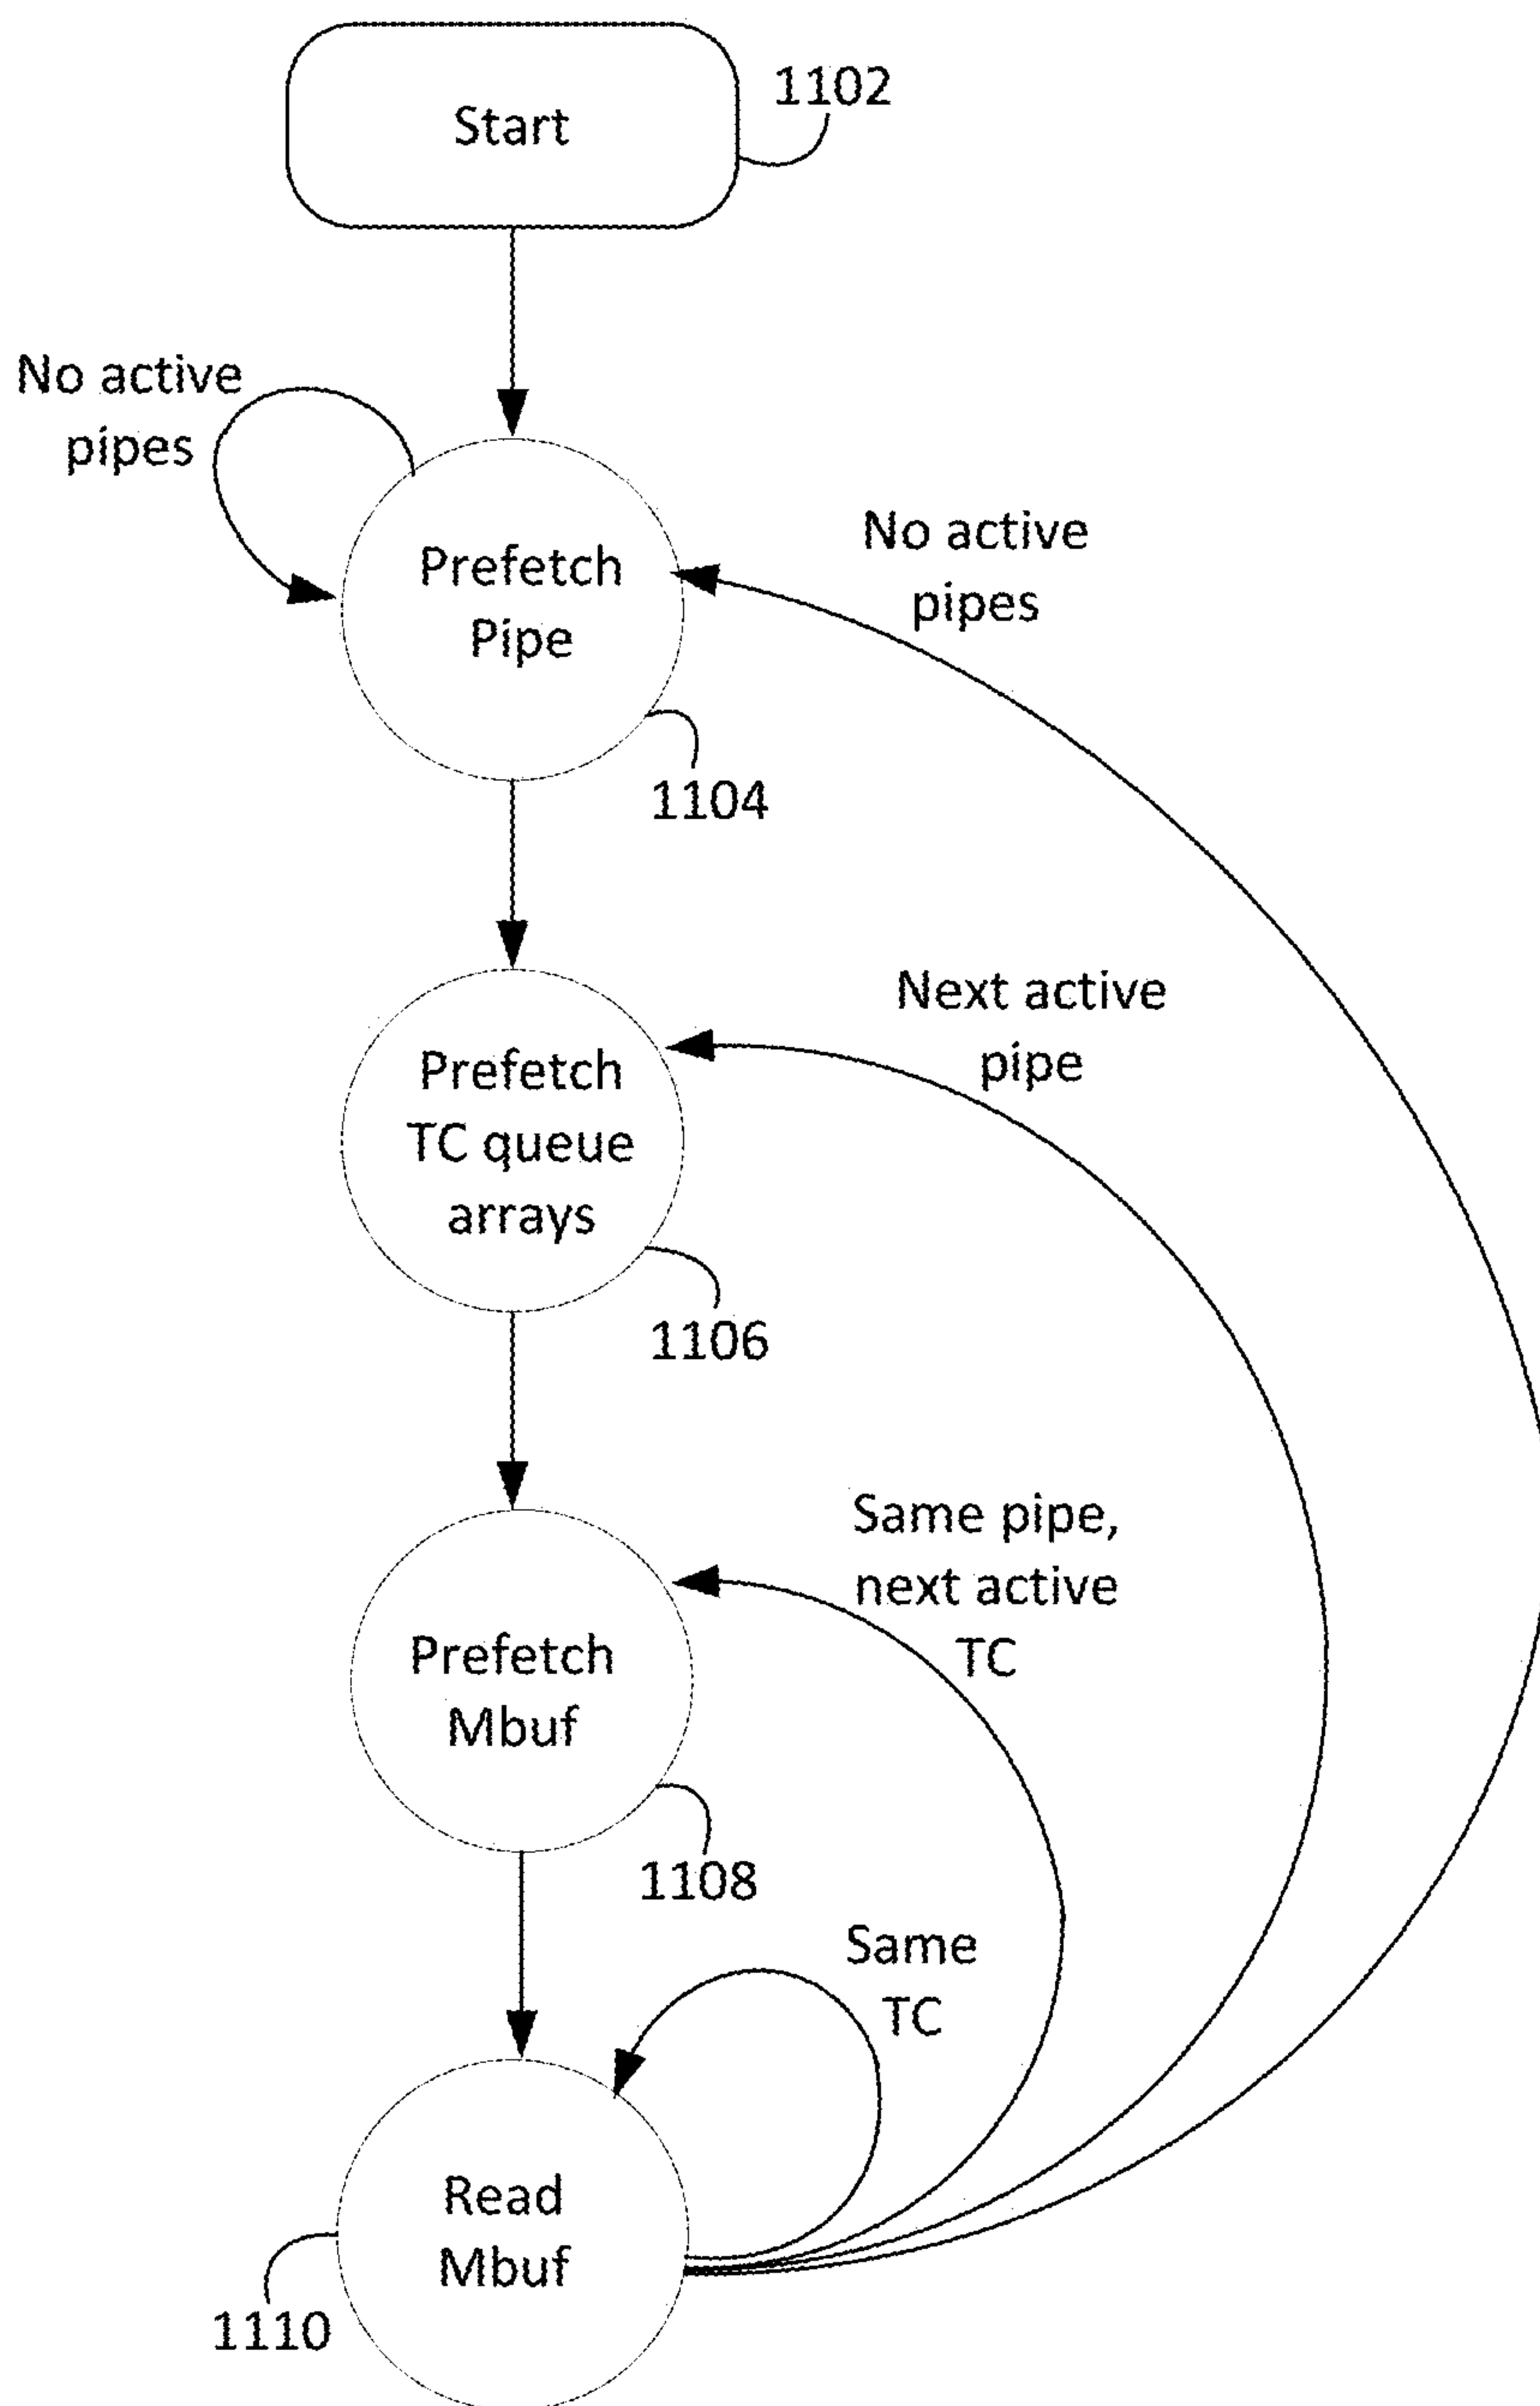 Start
1102
No active
pipes
Prefetch
Pipe
No active
pipes
1104
Prefetch
TC queue
arrays
Next active
pipe
1106
Prefetch
Mbuf
Same pipe,
next active
TC
1108
Same
TC
Read
Mbuf
1110